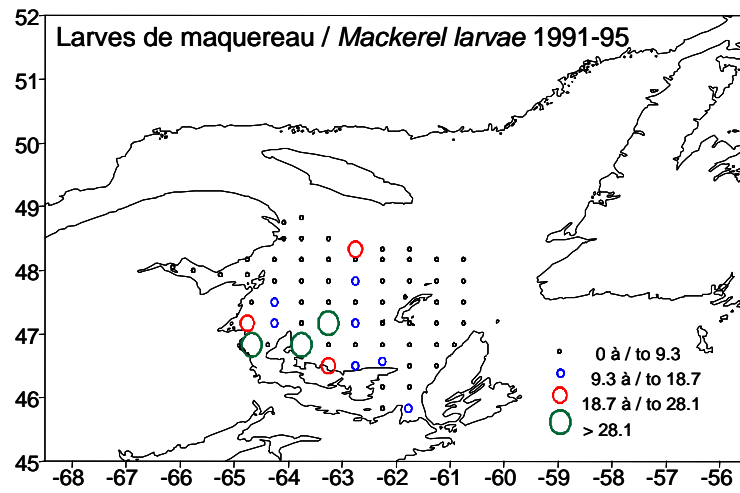 Larves de maquereau / Mackerel larvae 1991-95
52
51
50
49
48
47
46
45
0 à / to 9.3
9.3 à / to 18.7
18.7 à / to 28.1
> 28.1
-68 -67 -66 -65 -64 -63 -62 -61 -60 -59 -58 -57 -56